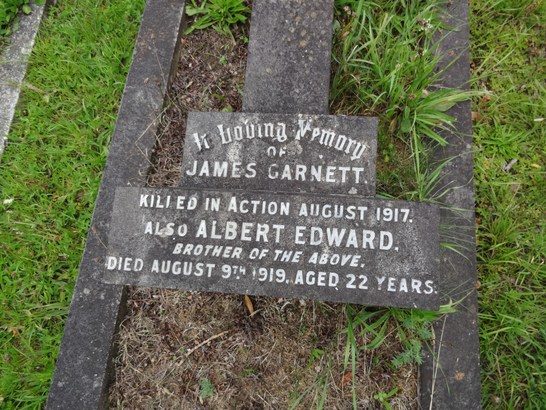 In Loving Memory
OF
JAMES GARNETT.
KILLED IN ACTION AUGUST 1917.
ALSO ALBERT EDWARD.
BROTHER OF THE ABOVE.
DIED AUGUST 9TH 1919. AGED 22 YEARS.